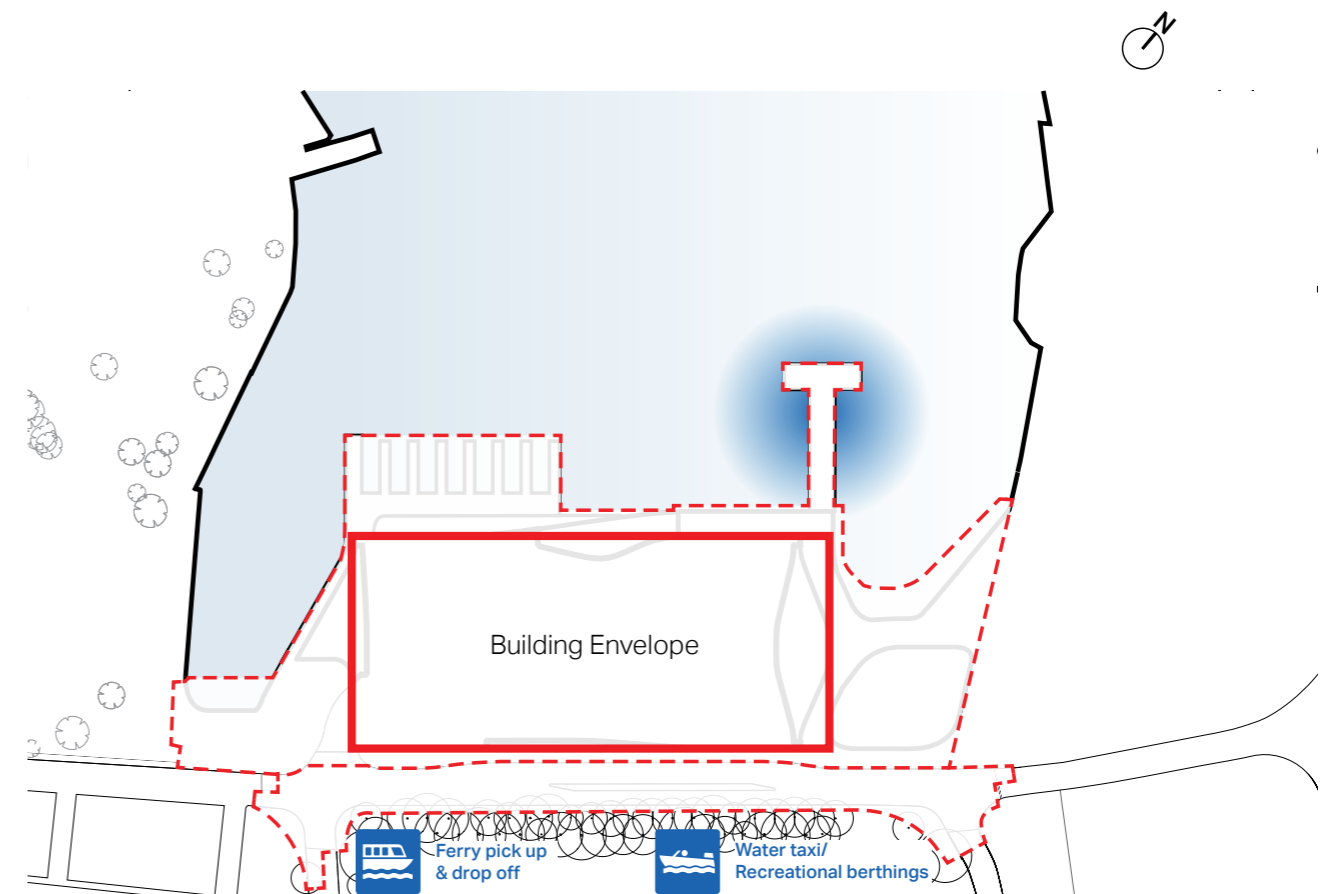 N
Building Envelope
Ferry pick up
& drop off
Water taxi/
Recreational berthings